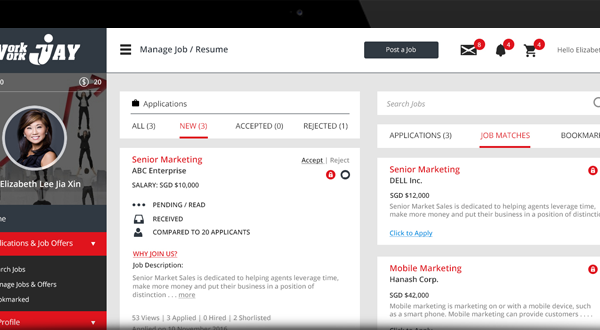 Work
Work JAY
Manage Job / Resume
Post a Job
8
4
4
Hello Elizabe
0
20
Elizabeth Lee Jia Xin
me
lications & Job Offers
arch Jobs
nage Jobs & Offers
okmarked
Profile
Applications
ALL (3) NEW (3) ACCEPTED (0) REJECTED (1)
Senior Marketing
Accept | Reject
ABC Enterprise
SALARY: SGD $10,000
PENDING / READ
RECEIVED
COMPARED TO 20 APPLICANTS
WHY JOIN US?
Job Description:
Senior Market Sales is dedicated to helping agents leverage time,
make more money and put their business in a position of
distinction . . . more
53 Views | 3 Applied | 0 Hired | 2 Shortlisted
Applied on 10 November 2016
Search Jobs
APPLICATIONS (3) JOB MATCHES BOOKMAR
Senior Marketing
DELL Inc.
SGD $12,000
Senior Market Sales is dedicated to helping agents leverage time,
make more money and put their business in a position of distinction
Click to Apply
Mobile Marketing
Hanash Corp.
SGD $42,000
Mobile marketing is marketing on or with a mobile device, such
as a smart phone. Mobile marketing can provide customers . . . .
Click to Apply